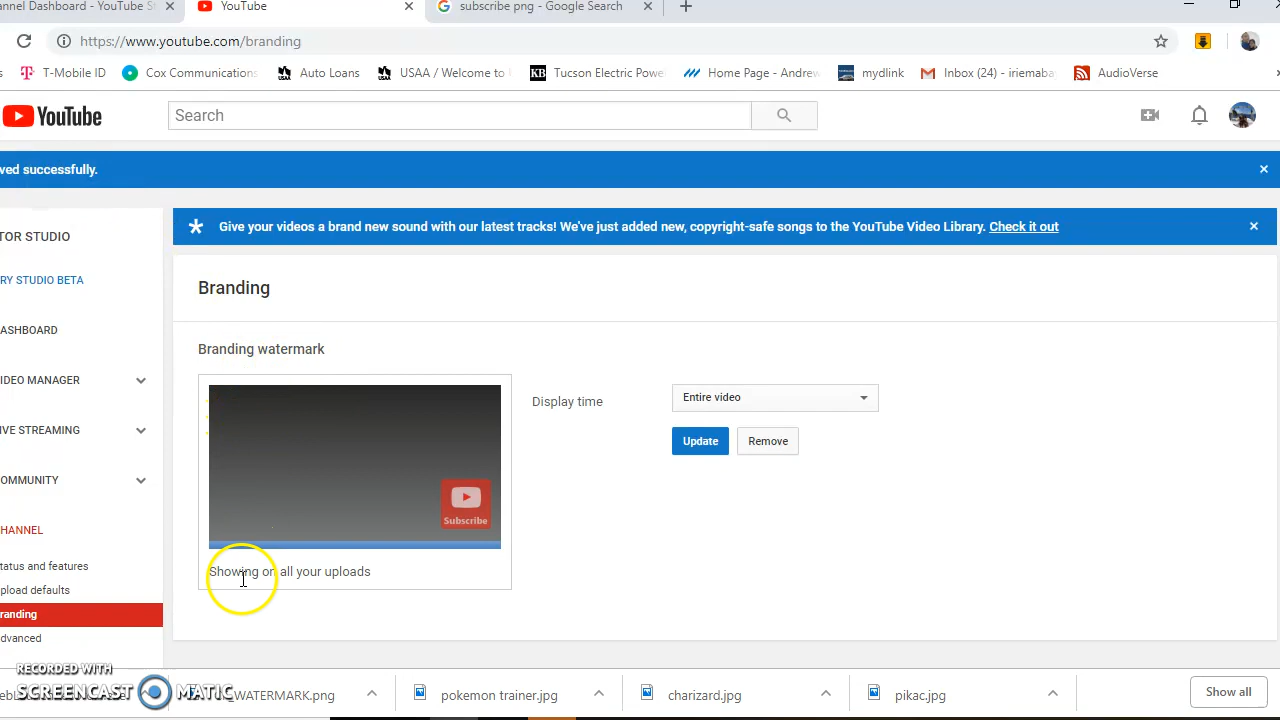 annel Dashboard - YouTube St
YouTube
subscribe png - Google Search
https://www.youtube.com/branding
s
T-Mobile ID
Cox Communications
Auto Loans
USAA / Welcome to
Tucson Electric Powe
Home Page - Andrew
mydlink
Inbox (24) - iriemaba
AudioVerse
YouTube
Search
ved successfully.
TOR STUDIO
Give your videos a brand new sound with our latest tracks! We've just added new, copyright-safe songs to the YouTube Video Library. Check it out
RY STUDIO BETA
Branding
ASHBOARD
Branding watermark
IDEO MANAGER
Display time
Entire video
IVE STREAMING
Update
Remove
OMMUNITY
Subscribe
HANNEL
Showing on all your uploads
tatus and features
pload defaults
randing
dvanced
RECORDED WITH
SCREENCAST MATIC
WATERMARK.png
pokemon trainer.jpg
charizard.jpg
pikac.jpg
Show all